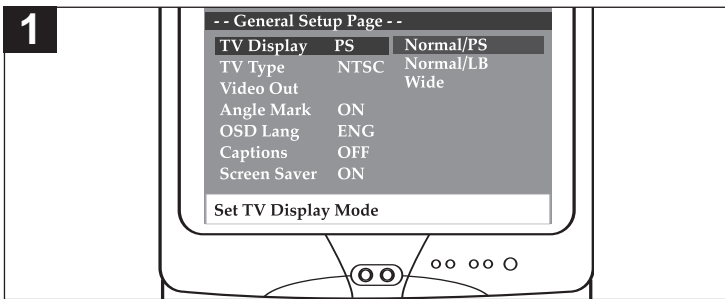 1
- - General Setup Page - -
TV Display PS Normal/PS
TV Type NTSC Normal/LB
Video Out Wide
Angle Mark ON
OSD Lang ENG
Captions OFF
Screen Saver ON
Set TV Display Mode